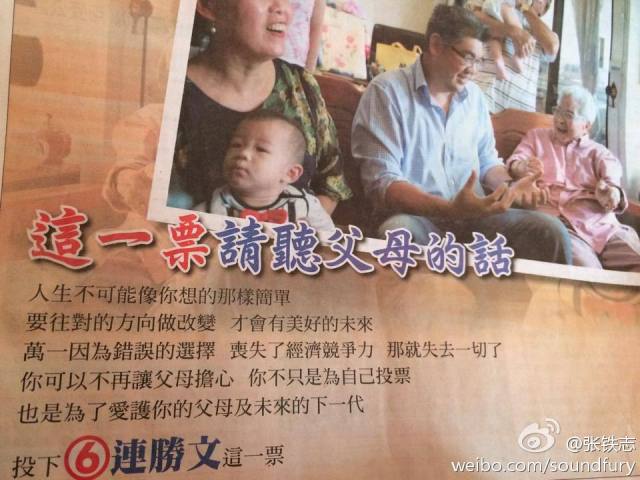 這一票請聽父母的話
人生不可能像你想的那樣簡單
要往對的方向做改變 才會有美好的未來
萬一因為錯誤的選擇 喪失了經濟競爭力 那就失去一切了
你可以不再讓父母擔心 你不只是為自己投票
也是為了愛護你的父母及未來的下一代
投下⑥連勝文這一票
@张铁志
weibo.com/soundfury